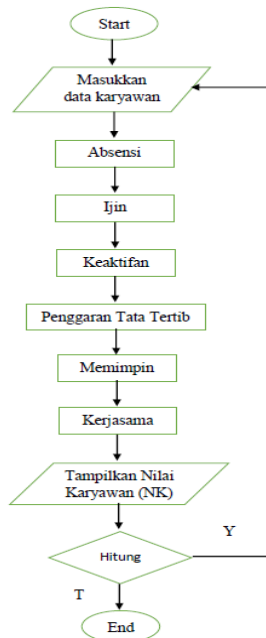 Start
Masukkan
data karyawan
Absensi
Ijin
Keaktifan
Penggaran Tata Tertib
Memimpin
Kerjasama
Tampilkan Nilai
Karyawan (NK)
Y
Hitung
T
End